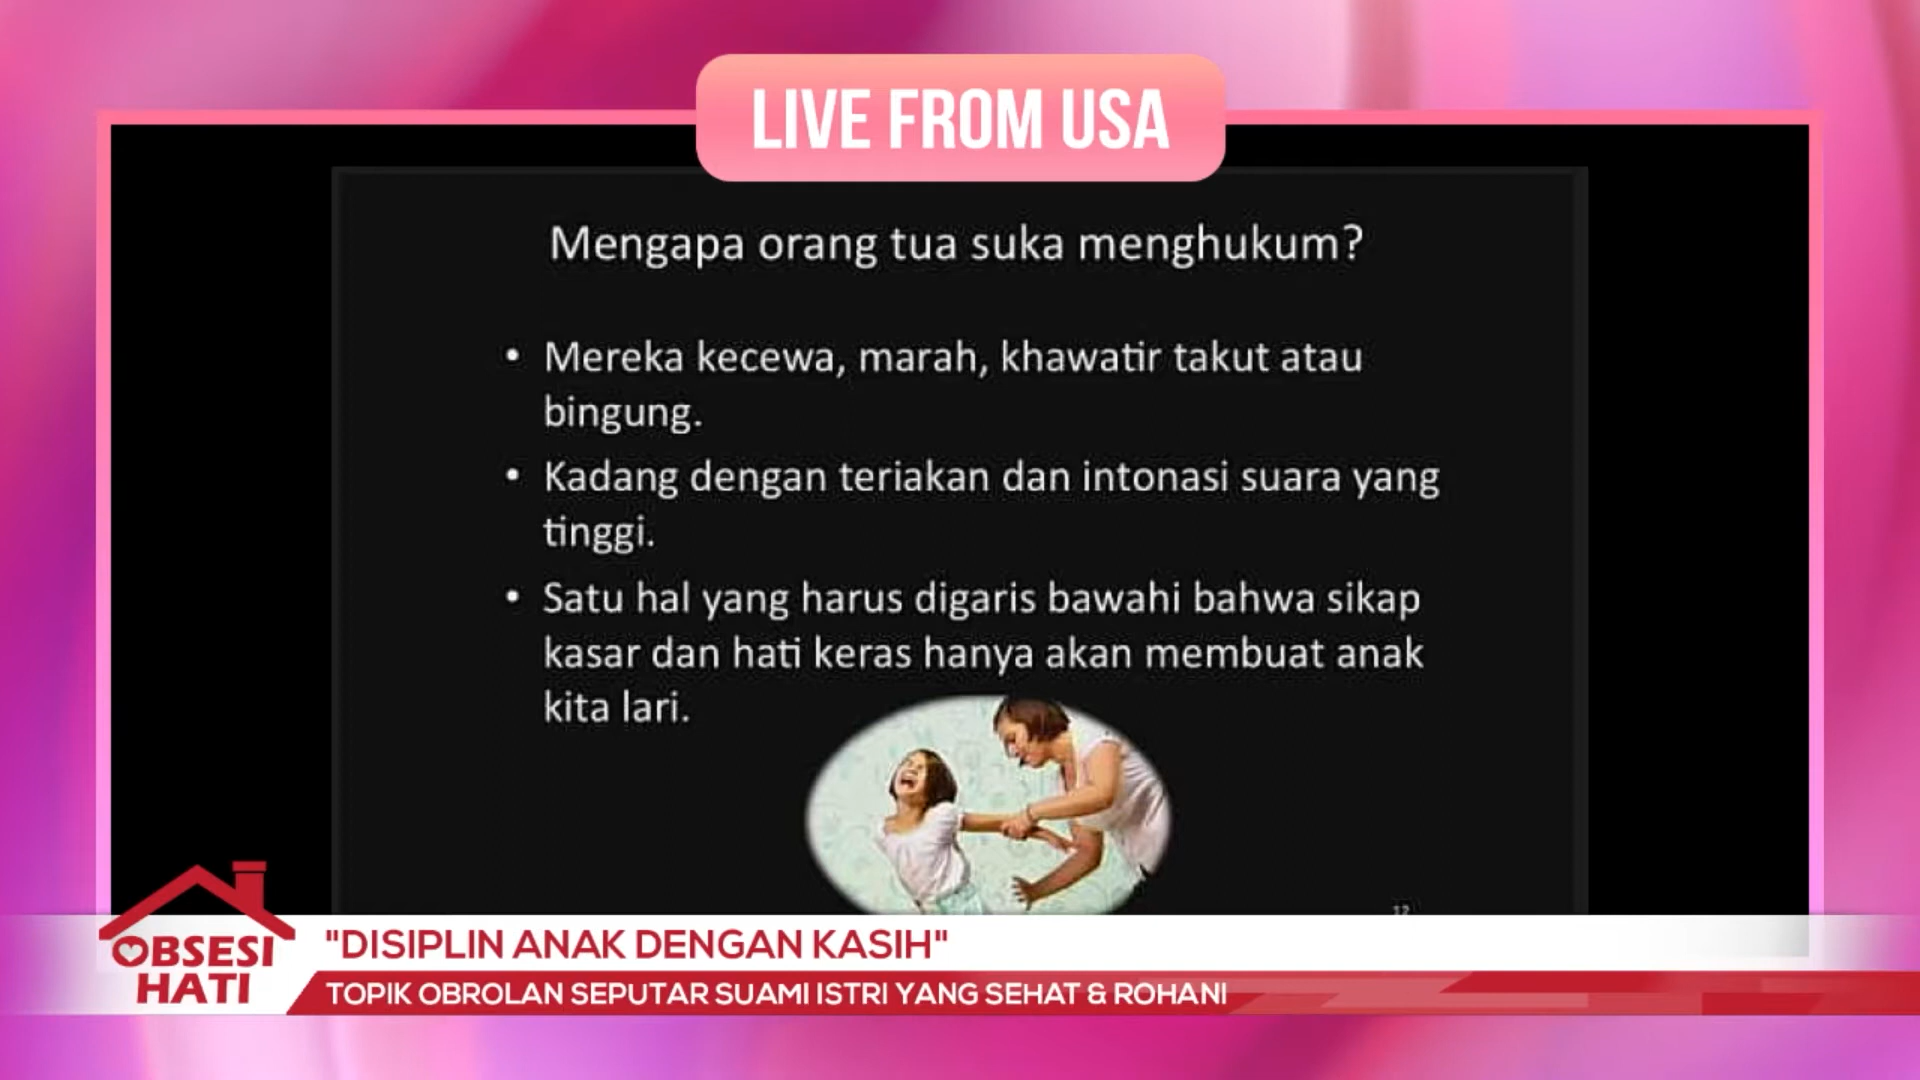 LIVE FROM USA
Mengapa orang tua suka menghukum?
• Mereka kecewa, marah, khawatir takut atau
bingung.
• Kadang dengan teriakan dan intonasi suara yang
tinggi.
• Satu hal yang harus digaris bawahi bahwa sikap
kasar dan hati keras hanya akan membuat anak
kita lari.
12
OBSESI
HATI
"DISIPLIN ANAK DENGAN KASIH"
TOPIK OBROLAN SEPUTAR SUAMI ISTRI YANG SEHAT & ROHANI